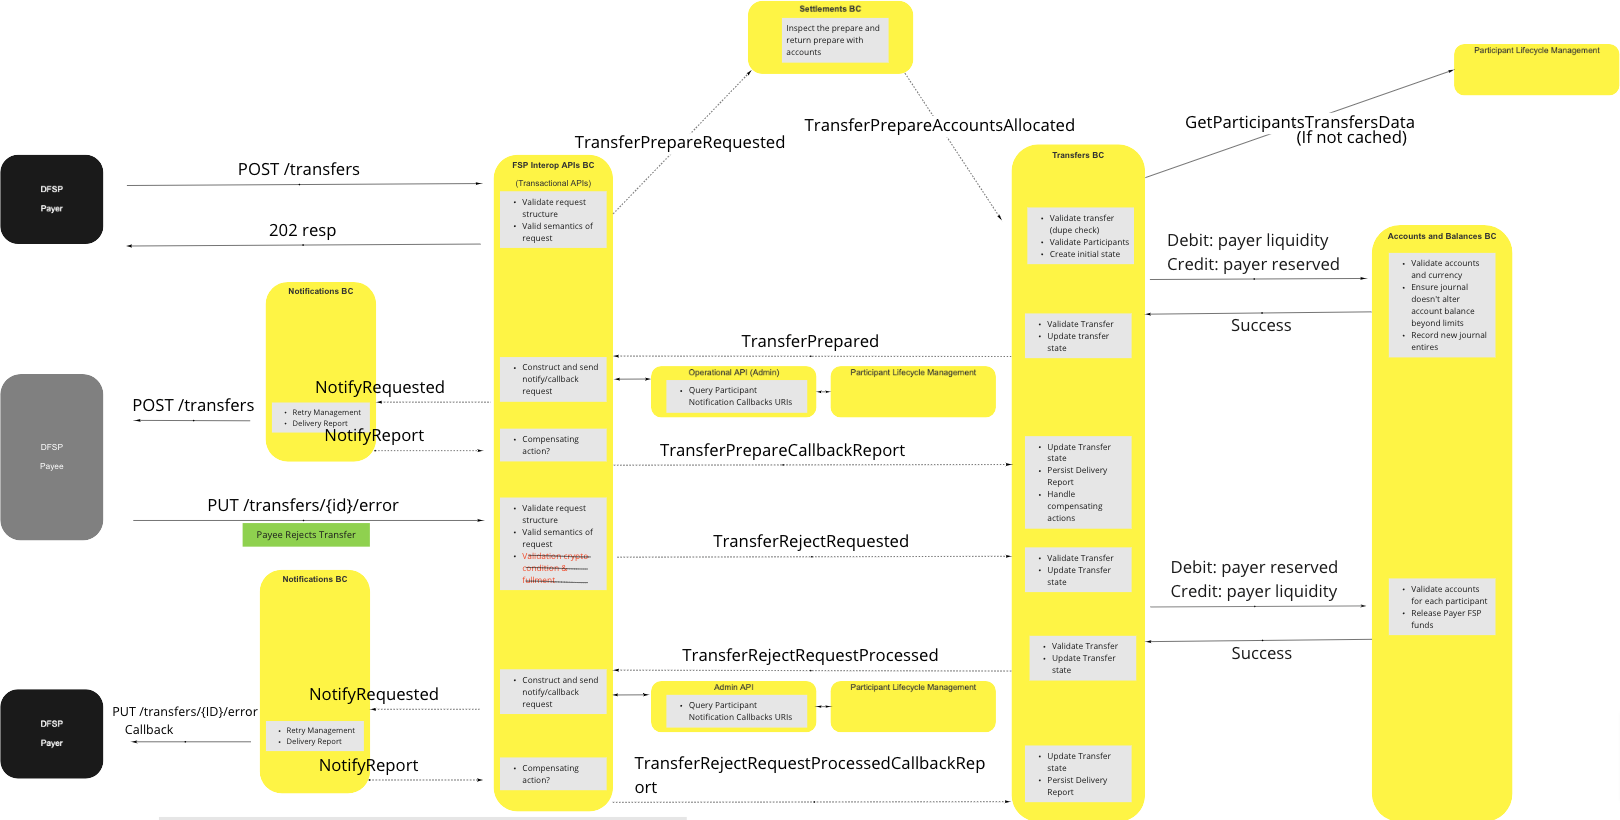 Settlements BC
Inspect the prepare and
return prepare with
accounts
Participant Lifecycle Management
TransferPrepareRequested
TransferPrepareAccountsAllocated
GetParticipantsTransfersData
(If not cached)
DFSP
Payer
POST /transfers
202 resp
FSP Interop APIs BC
(Transactional APIs)
• Validate request
structure
• Valid semantics of
request
Transfers BC
• Validate transfer
(dupe check)
• Validate Participants
• Create initial state
Debit: payer liquidity
Credit: payer reserved
Accounts and Balances BC
• Validate accounts
and currency
• Ensure journal
doesn't alter
account balance
beyond limits
• Record new journal
entires
Success
• Validate Transfer
• Update transfer
state
TransferPrepared
Notifications BC
• Construct and send
notify/callback
request
Operational API (Admin)
• Query Participant
Notification Callbacks URIs
Participant Lifecycle Management
NotifyRequested
POST /transfers
• Retry Management
• Delivery Report
NotifyReport
DFSP
Payee
• Compensating
action?
TransferPrepareCallbackReport
• Update Transfer
state
• Persist Delivery
Report
• Handle
compensating
actions
PUT /transfers/{id}/error
Payee Rejects Transfer
• Validate request
structure
• Valid semantics of
request
• Validation crypto
condition &
fullment
TransferRejectRequested
• Validate Transfer
• Update Transfer
state
Debit: payer reserved
Credit: payer liquidity
• Validate accounts
for each participant
• Release Payer FSP
funds
Success
• Validate Transfer
• Update Transfer
state
TransferRejectRequestProcessed
Notifications BC
• Construct and send
notify/callback
request
Admin API
• Query Participant
Notification Callbacks URIs
Participant Lifecycle Management
NotifyRequested
PUT /transfers/{ID}/error
Callback
• Retry Management
• Delivery Report
NotifyReport
DFSP
Payer
• Compensating
action?
TransferRejectRequestProcessedCallbackRep
ort
• Update Transfer
state
• Persist Delivery
Report